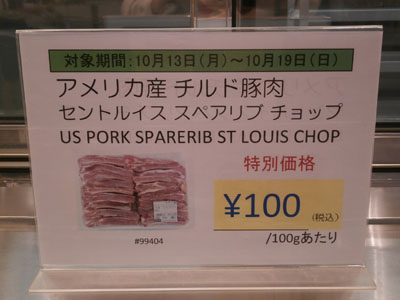 対象期間：10月13日（月）～10月19日（日）
アメリカ産 チルド豚肉
セントルイス スペアリブ チョップ
US PORK SPARERIB ST LOUIS CHOP
特別価格
¥100 (税込)
/100gあたり
#99404